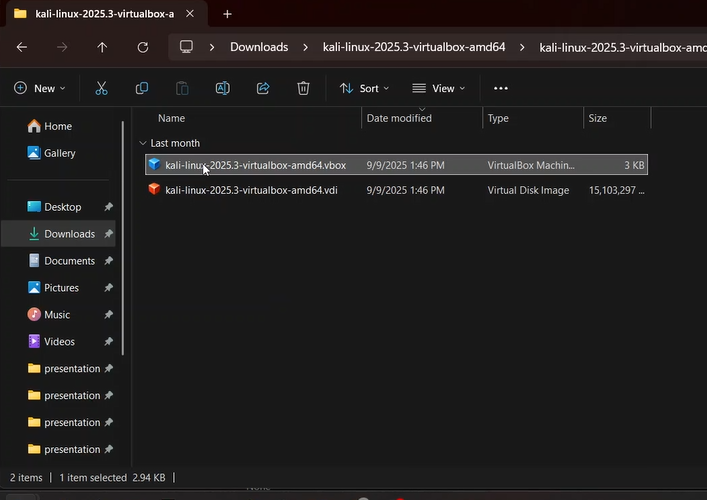 kali-linux-2025.3-virtualbox-a
Downloads
kali-linux-2025.3-virtualbox-amd64
kali-linux-2025.3-virtualbox-amd
New
Sort
View
Name
Date modified
Type
Size
Home
Gallery
Desktop
Downloads
Documents
Pictures
Music
Videos
presentation
presentation
presentation
presentation
Last month
kali-linux-2025.3-virtualbox-amd64.vbox 9/9/2025 1:46 PM VirtualBox Machin... 3 KB
kali-linux-2025.3-virtualbox-amd64.vdi 9/9/2025 1:46 PM Virtual Disk Image 15,103,297 ...
2 items 1 item selected 2.94 KB